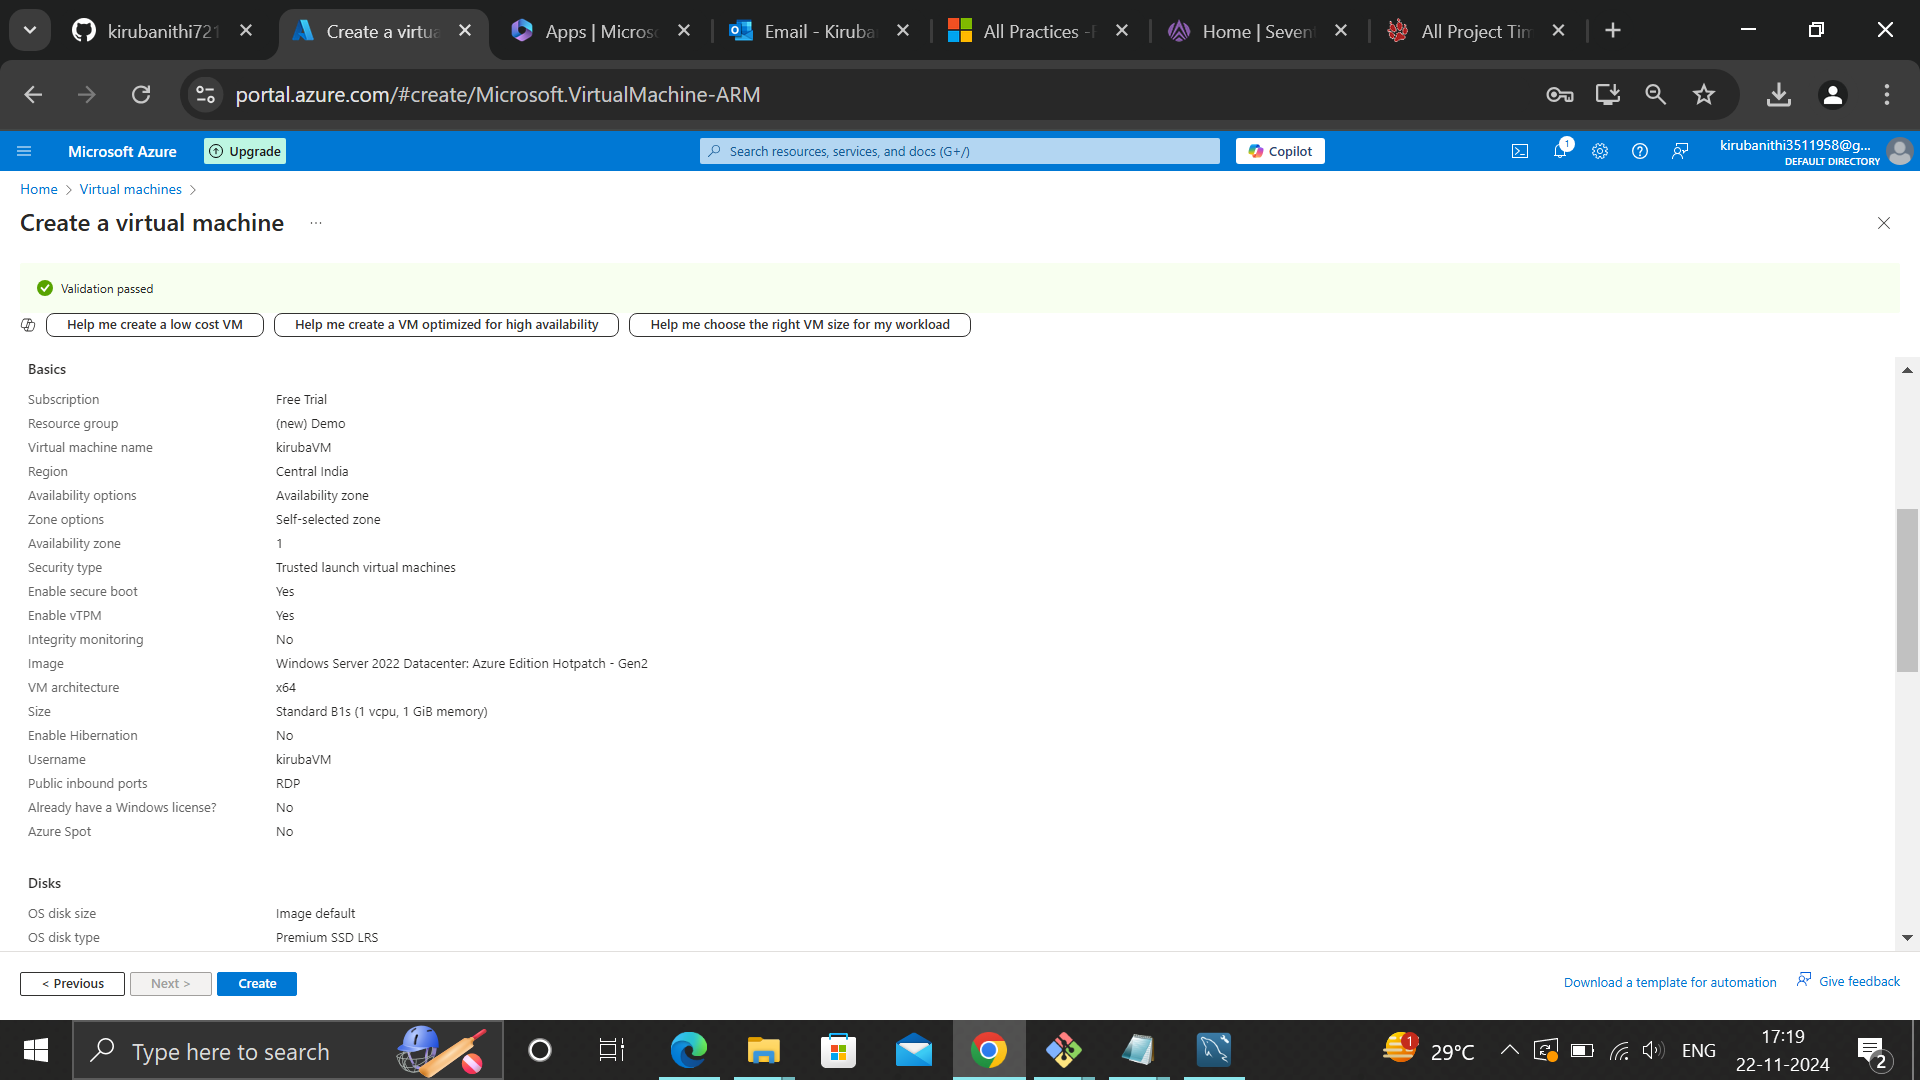 kirubanithi721
Create a virtua
Apps | Microso
Email - Kiruba
All Practices - P
Home | Sevent
All Project Tim
portal.azure.com/#create/Microsoft.VirtualMachine-ARM
Microsoft Azure
Upgrade
Search resources, services, and docs (G+/)
Copilot
1
kirubanithi3511958@g...
DEFAULT DIRECTORY
Home > Virtual machines >
Create a virtual machine ...
Validation passed
Help me create a low cost VM
Help me create a VM optimized for high availability
Help me choose the right VM size for my workload
Basics
Subscription Free Trial
Resource group (new) Demo
Virtual machine name kirubaVM
Region Central India
Availability options Availability zone
Zone options Self-selected zone
Availability zone 1
Security type Trusted launch virtual machines
Enable secure boot Yes
Enable vTPM Yes
Integrity monitoring No
Image Windows Server 2022 Datacenter: Azure Edition Hotpatch - Gen2
VM architecture x64
Size Standard B1s (1 vcpu, 1 GiB memory)
Enable Hibernation No
Username kirubaVM
Public inbound ports RDP
Already have a Windows license? No
Azure Spot No
Disks
OS disk size Image default
OS disk type Premium SSD LRS
< Previous
Next >
Create
Download a template for automation
Give feedback
Type here to search
1
29°C
ENG
17:19
22-11-2024
2